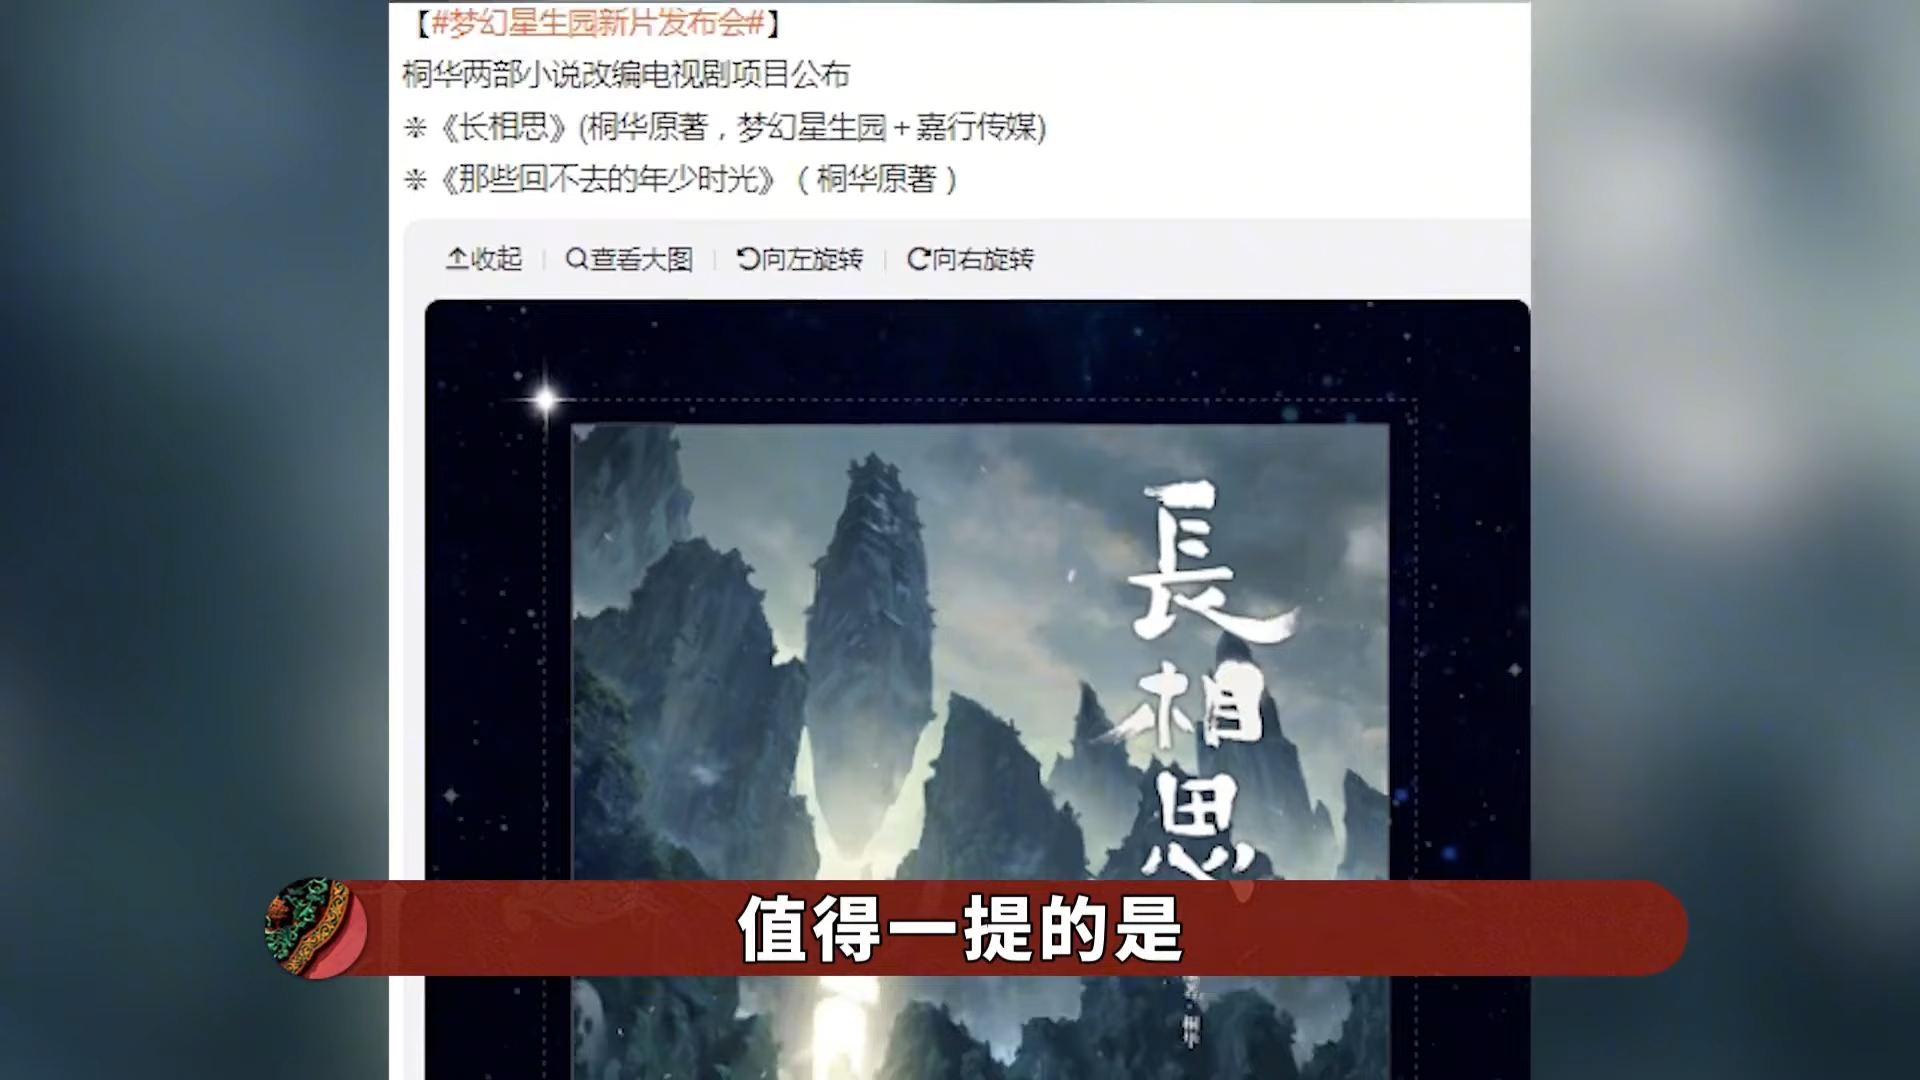 【#梦幻星生园新片发布会#】
桐华两部小说改编电视剧项目公布
✳《长相思》(桐华原著，梦幻星生园＋嘉行传媒)
✳《那些回不去的年少时光》（桐华原著）
收起
查看大图
向左旋转
向右旋转
長相思
值得一提的是
桐华